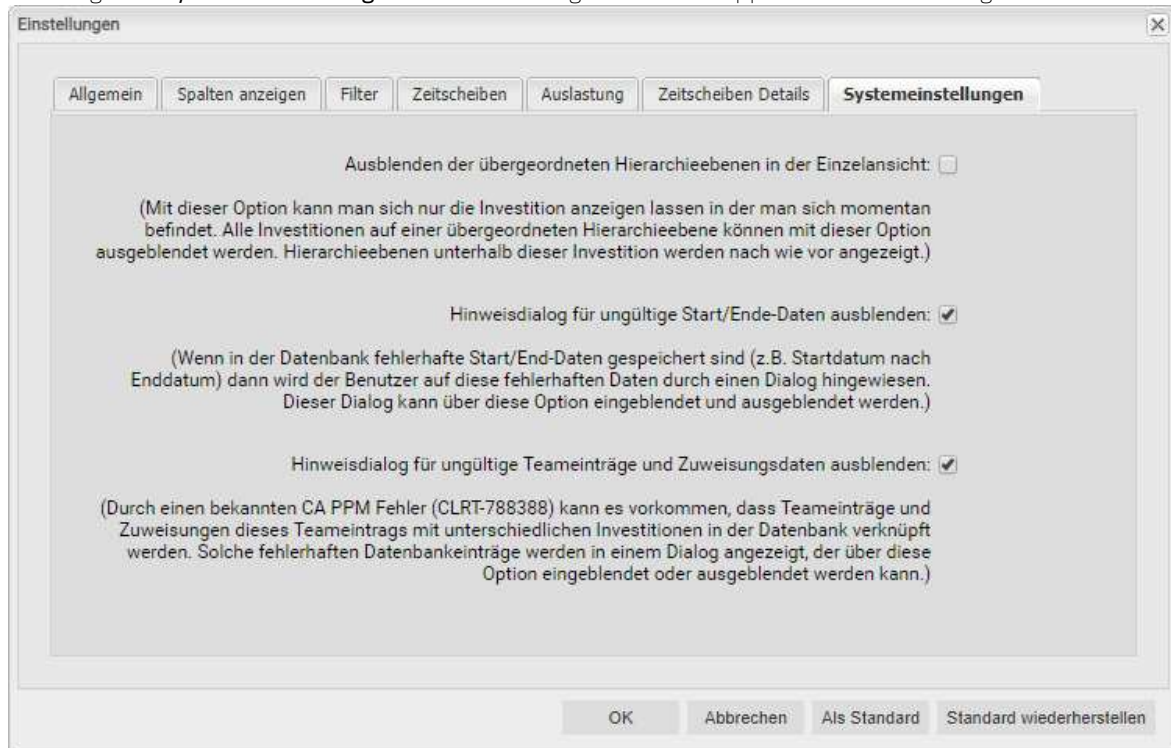 Einstellungen
Allgemein Spalten anzeigen Filter Zeitscheiben Auslastung Zeitscheiben Details Systemeinstellungen
Ausblenden der übergeordneten Hierarchieebenen in der Einzelansicht:
(Mit dieser Option kann man sich nur die Investition anzeigen lassen in der man sich momentan
befindet. Alle Investitionen auf einer übergeordneten Hierarchieebene können mit dieser Option
ausgeblendet werden. Hierarchieebenen unterhalb dieser Investition werden nach wie vor angezeigt.)
Hinweisdialog für ungültige Start/Ende-Daten ausblenden:
(Wenn in der Datenbank fehlerhafte Start/End-Daten gespeichert sind (z.B. Startdatum nach
Enddatum) dann wird der Benutzer auf diese fehlerhaften Daten durch einen Dialog hingewiesen.
Dieser Dialog kann über diese Option eingeblendet und ausgeblendet werden.)
Hinweisdialog für ungültige Teameinträge und Zuweisungsdaten ausblenden:
(Durch einen bekannten CA PPM Fehler (CLRT-788388) kann es vorkommen, dass Teameinträge und
Zuweisungen dieses Teameintrags mit unterschiedlichen Investitionen in der Datenbank verknüpft
werden. Solche fehlerhaften Datenbankeinträge werden in einem Dialog angezeigt, der über diese
Option eingeblendet oder ausgeblendet werden kann.)
OK Abbrechen Als Standard Standard wiederherstellen